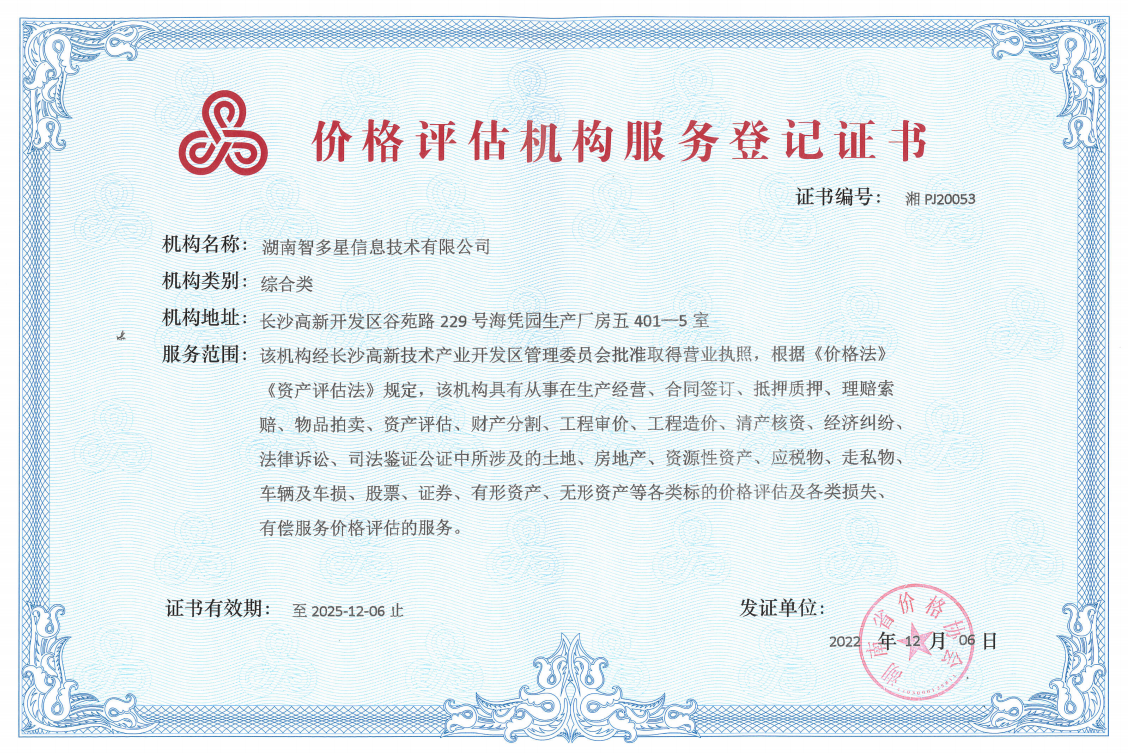 价格评估机构服务登记证书
证书编号： 湘 PJ20053
机构名称：湖南智多星信息技术有限公司
机构类别：综合类
机构地址：长沙高新开发区谷苑路 229 号海凭园生产厂房五 401—5 室
服务范围：该机构经长沙高新技术产业开发区管理委员会批准取得营业执照，根据《价格法》
《资产评估法》规定，该机构具有从事在生产经营、合同签订、抵押质押、理赔索
赔、物品拍卖、资产评估、财产分割、工程审价、工程造价、清产核资、经济纠纷、
法律诉讼、司法鉴证公证中所涉及的土地、房地产、资源性资产、应税物、走私物、
车辆及车损、股票、证券、有形资产、无形资产等各类标的价格评估及各类损失、
有偿服务价格评估的服务。
证书有效期： 至 2025-12-06 止
发证单位：
湖南省价格协会
2022 年 12 月 06 日